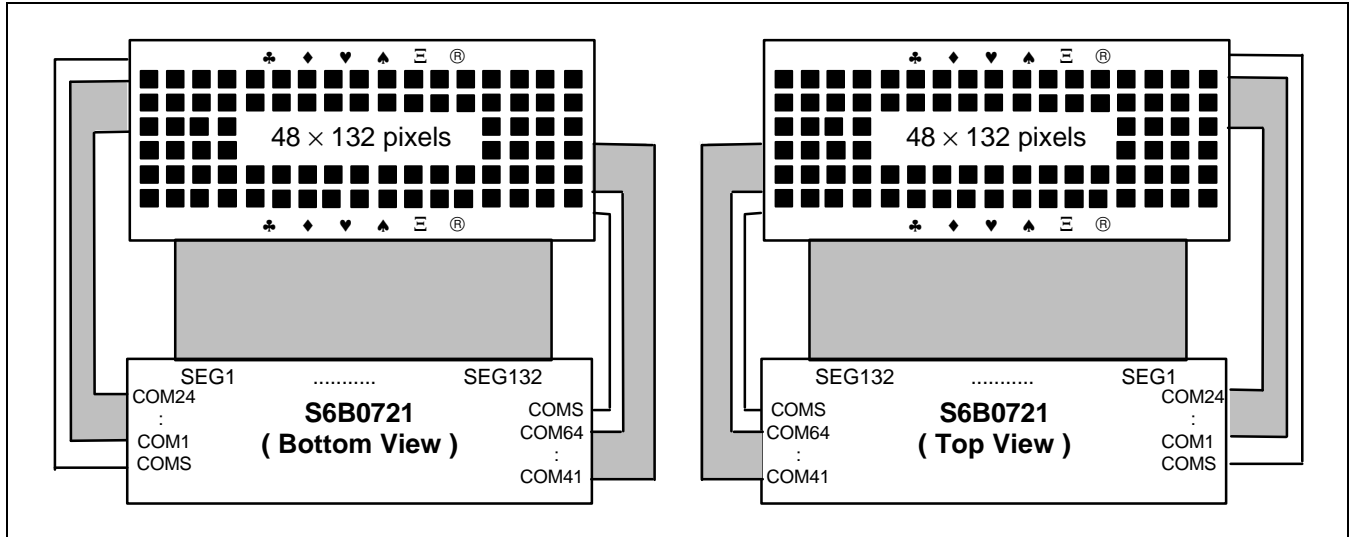 ♣ ♦ ♥ ♠ Ξ ®
48 × 132 pixels
♣ ♦ ♥ ♠ Ξ ®
SEG1 ........... SEG132
COM24
:
COM1
COMS
S6B0721
( Bottom View )
COMS
COM64
:
COM41
♣ ♦ ♥ ♠ Ξ ®
48 × 132 pixels
♣ ♦ ♥ ♠ Ξ ®
SEG132 ........... SEG1
COMS
COM64
:
COM41
S6B0721
( Top View )
COM24
:
COM1
COMS